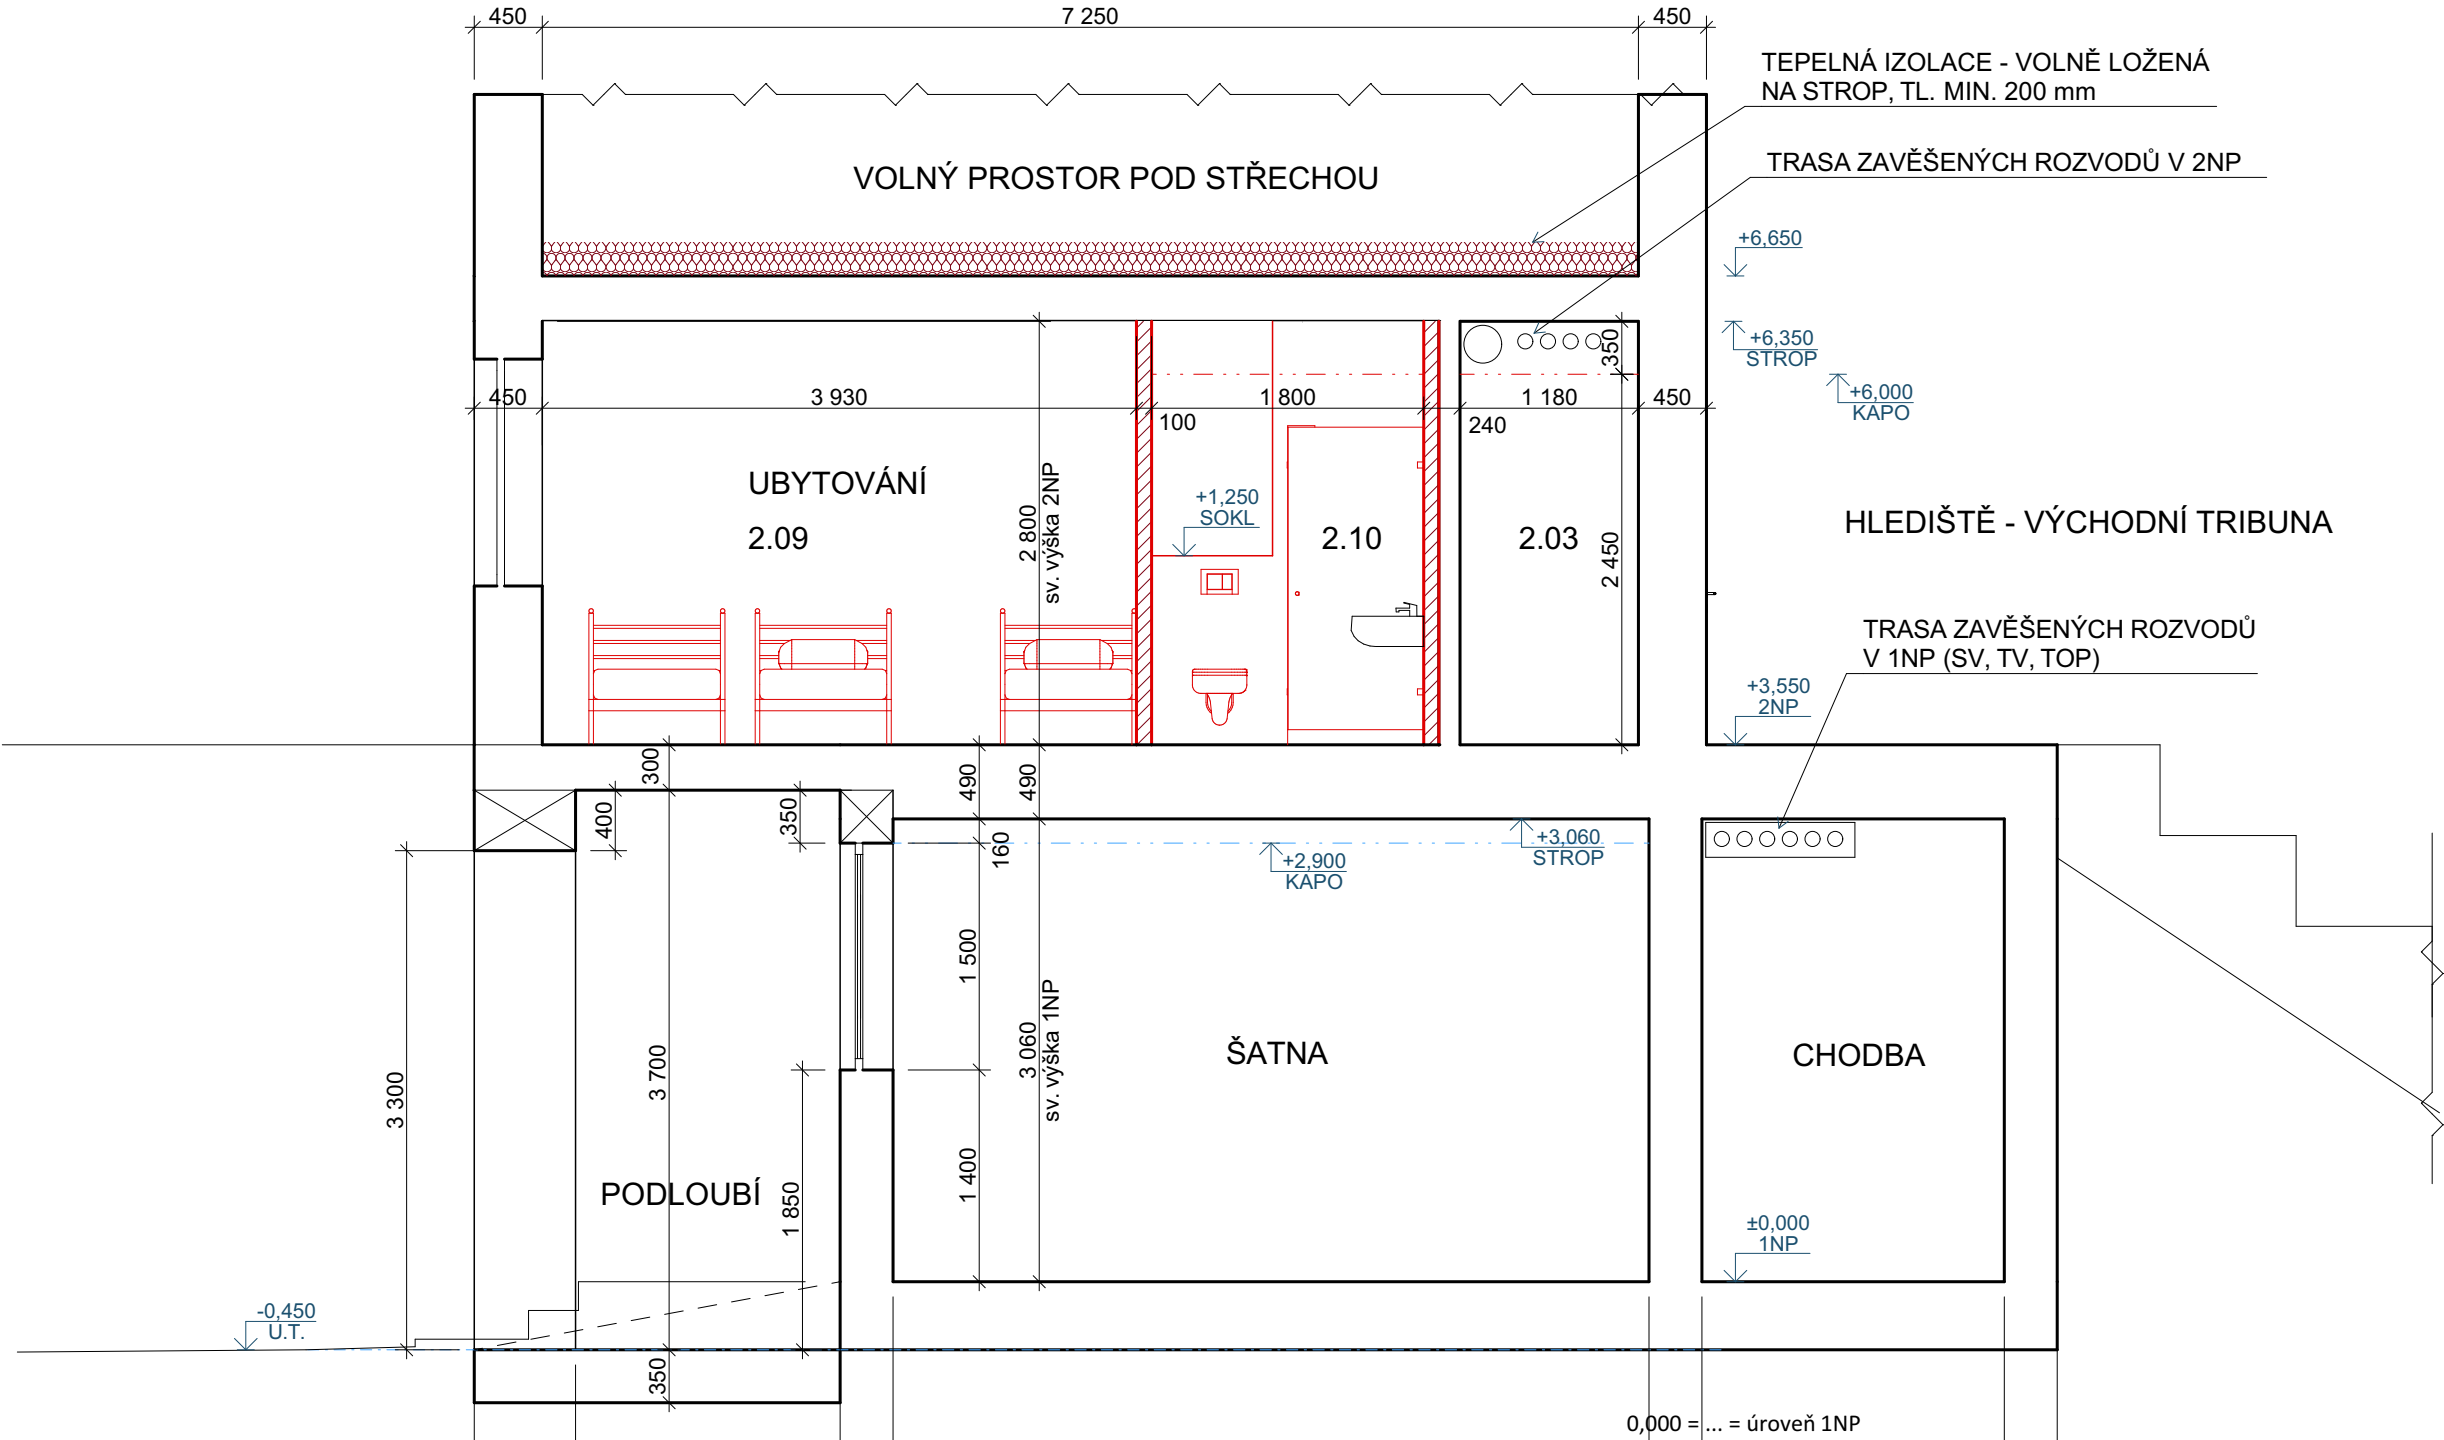 450
7 250
450
TEPELNÁ IZOLACE - VOLNĚ LOŽENÁ
NA STROP, TL. MIN. 200 mm
VOLNÝ PROSTOR POD STŘECHOU
TRASA ZAVĚŠENÝCH ROZVODŮ V 2NP
+6,650
+6,350
STROP
350
+6,000
KAPO
450
3 930
100
1 800
240
1 180
450
UBYTOVÁNÍ
2.09
2 800
sv. výška 2NP
+1,250
SOKL
2.10
2.03
2 450
HLEDIŠTĚ - VÝCHODNÍ TRIBUNA
TRASA ZAVĚŠENÝCH ROZVODŮ
V 1NP (SV, TV, TOP)
+3,550
2NP
300
490
490
400
350
160
+3,060
STROP
+2,900
KAPO
1 500
3 060
sv. výška 1NP
ŠATNA
CHODBA
3 300
3 700
1 400
PODLOUBÍ
1 850
±0,000
1NP
-0,450
U.T.
350
0,000 = ... = úroveň 1NP